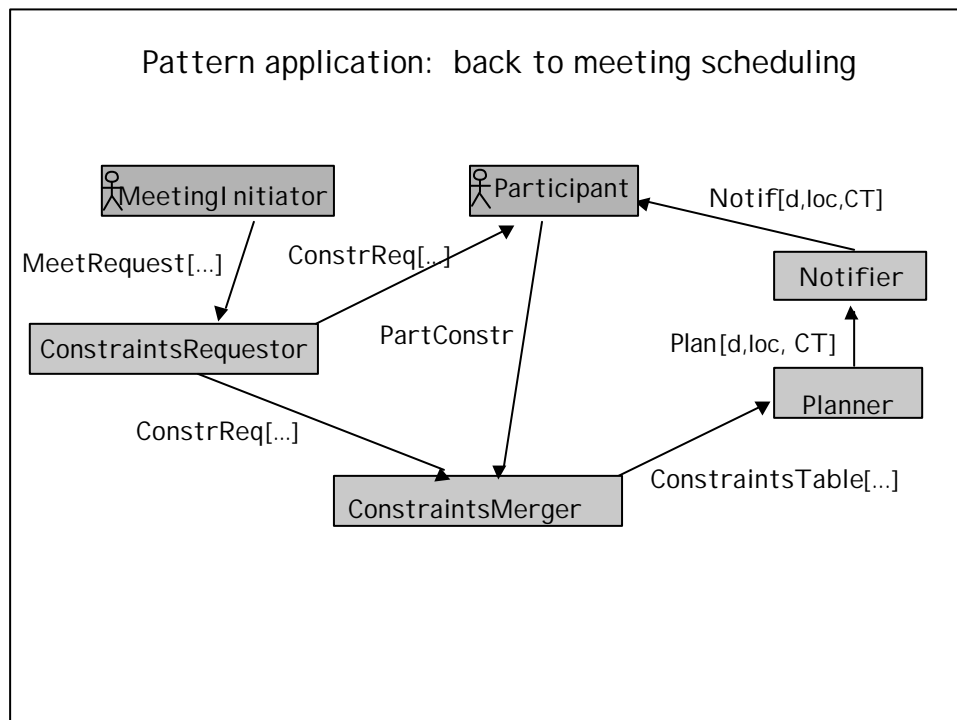 Pattern application: back to meeting scheduling
MeetingInitiator
Participant
Notif[d,loc,CT]
MeetRequest[...]
ConstrReq[...]
Notifier
ConstraintsRequestor
PartConstr
Plan[d,loc, CT]
Planner
ConstrReq[...]
ConstraintsTable[...]
ConstraintsMerger